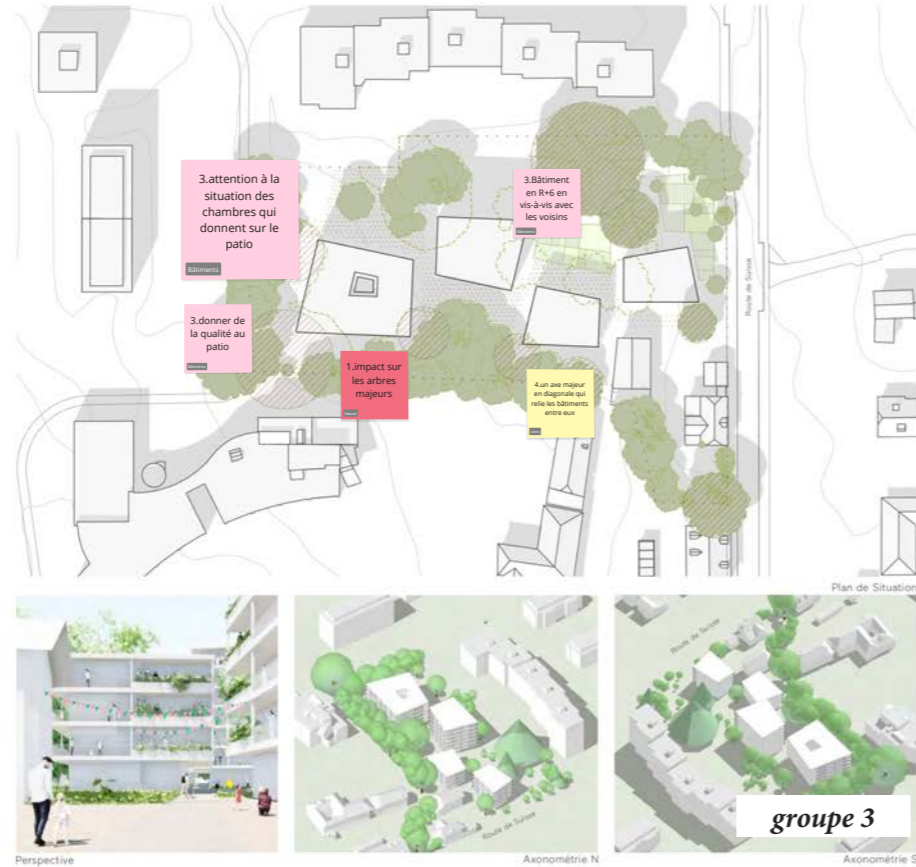 3.attention à la
situation des
chambres qui
donnent sur le
patio
Bâtiments
3.Bâtiment
en R+6 en
vis-à-vis avec
les voisins
Bâtiments
3.donner de
la qualité au
patio
Bâtiments
1.impact sur
les arbres
majeurs
4.un axe majeur
en diagonale qui
relie les bâtiments
entre eux
Route de Suisse
Plan de Situation
Route de Suisse
Route de Suisse
groupe 3
Perspective
Axonométrie N
Axonométrie S